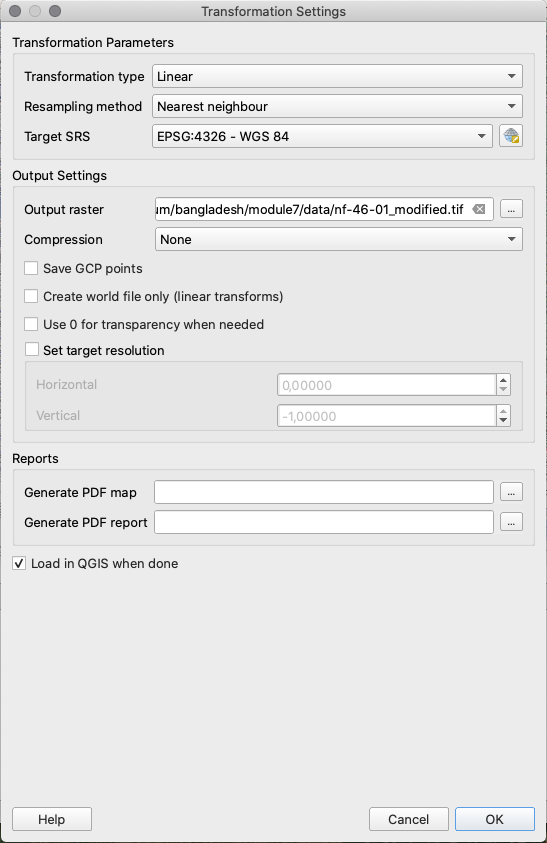 Transformation Settings
Transformation Parameters
Transformation type Linear
Resampling method Nearest neighbour
Target SRS EPSG:4326 - WGS 84
Output Settings
Output raster um/bangladesh/module7/data/nf-46-01_modified.tif ...
Compression None
Save GCP points
Create world file only (linear transforms)
Use 0 for transparency when needed
Set target resolution
Horizontal 0,00000
Vertical -1,00000
Reports
Generate PDF map ...
Generate PDF report ...
Load in QGIS when done
Help Cancel OK